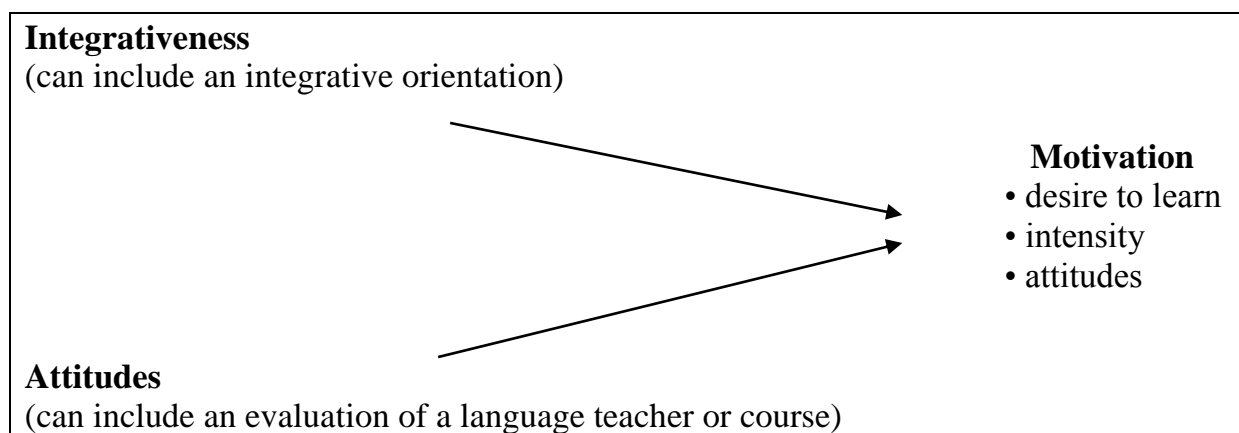 Integrativeness
(can include an integrative orientation)
Motivation
• desire to learn
• intensity
• attitudes
Attitudes
(can include an evaluation of a language teacher or course)